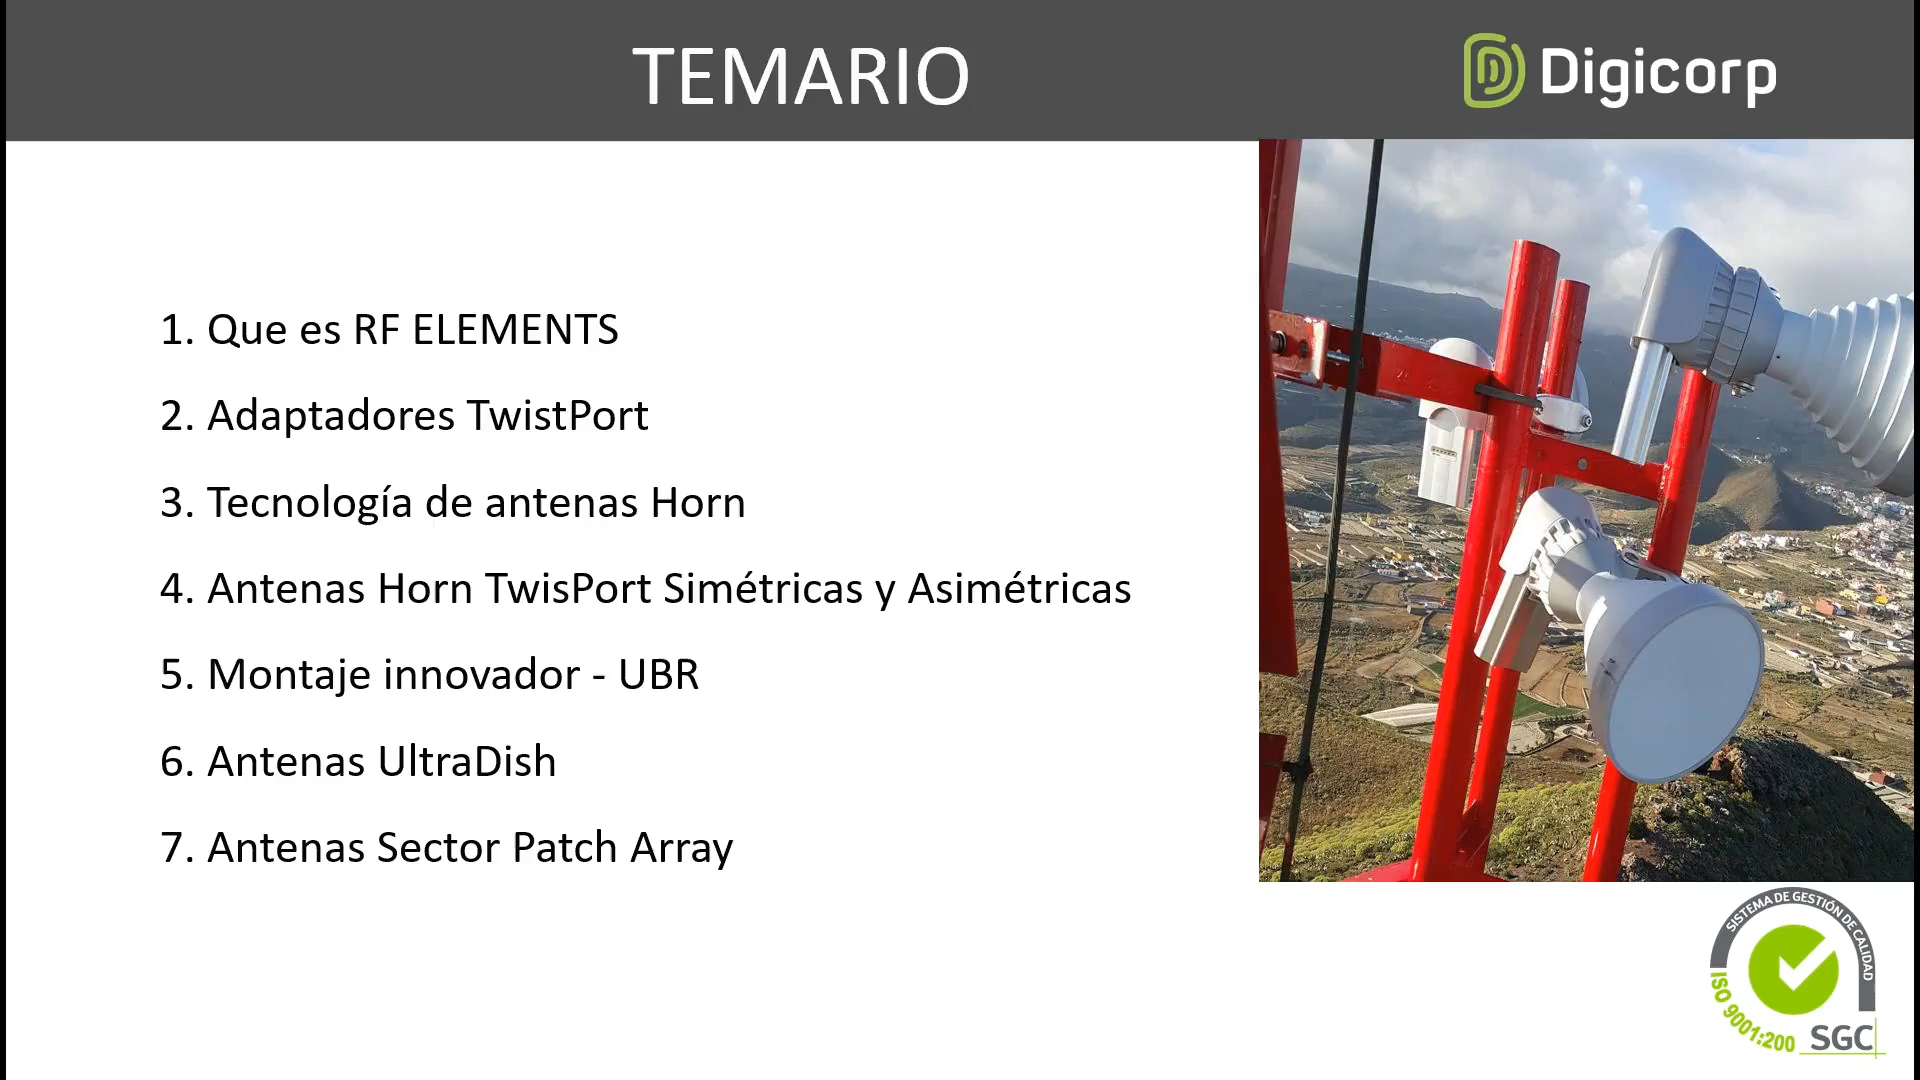 TEMARIO
Digicorp
1. Que es RF ELEMENTS
2. Adaptadores TwistPort
3. Tecnología de antenas Horn
4. Antenas Horn TwisPort Simétricas y Asimétricas
5. Montaje innovador - UBR
6. Antenas UltraDish
7. Antenas Sector Patch Array
SISTEMA DE GESTIÓN DE CALIDAD
ISO 9001:200
SGC